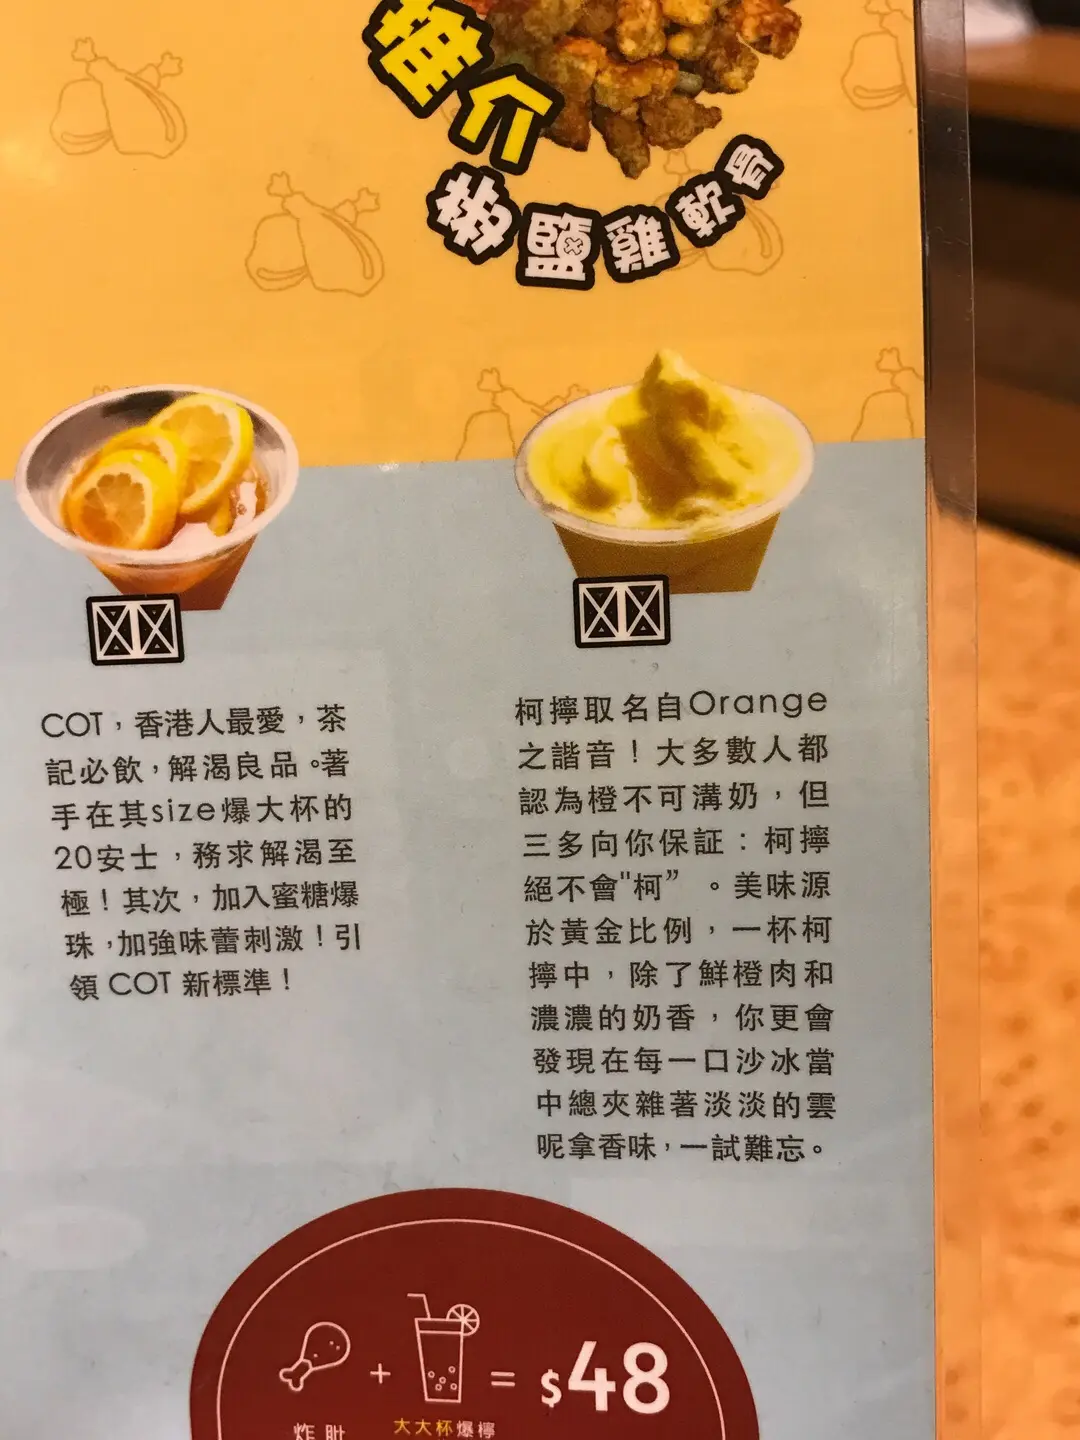 推介
椒鹽雞軟骨
COT，香港人最愛，茶
記必飲，解渴良品。著
手在其size爆大杯的
20安士，務求解渴至
極！其次，加入蜜糖爆
珠，加強味蕾刺激！引
領 COT 新標準！
柯擰取名自Orange
之諧音！大多數人都
認為橙不可溝奶，但
三多向你保証：柯擰
絕不會"柯”。美味源
於黃金比例，一杯柯
擰中，除了鮮橙肉和
濃濃的奶香，你更會
發現在每一口沙冰當
中總夾雜著淡淡的雲
呢拿香味，一試難忘。
+ = $48
炸肶
大大杯爆檸